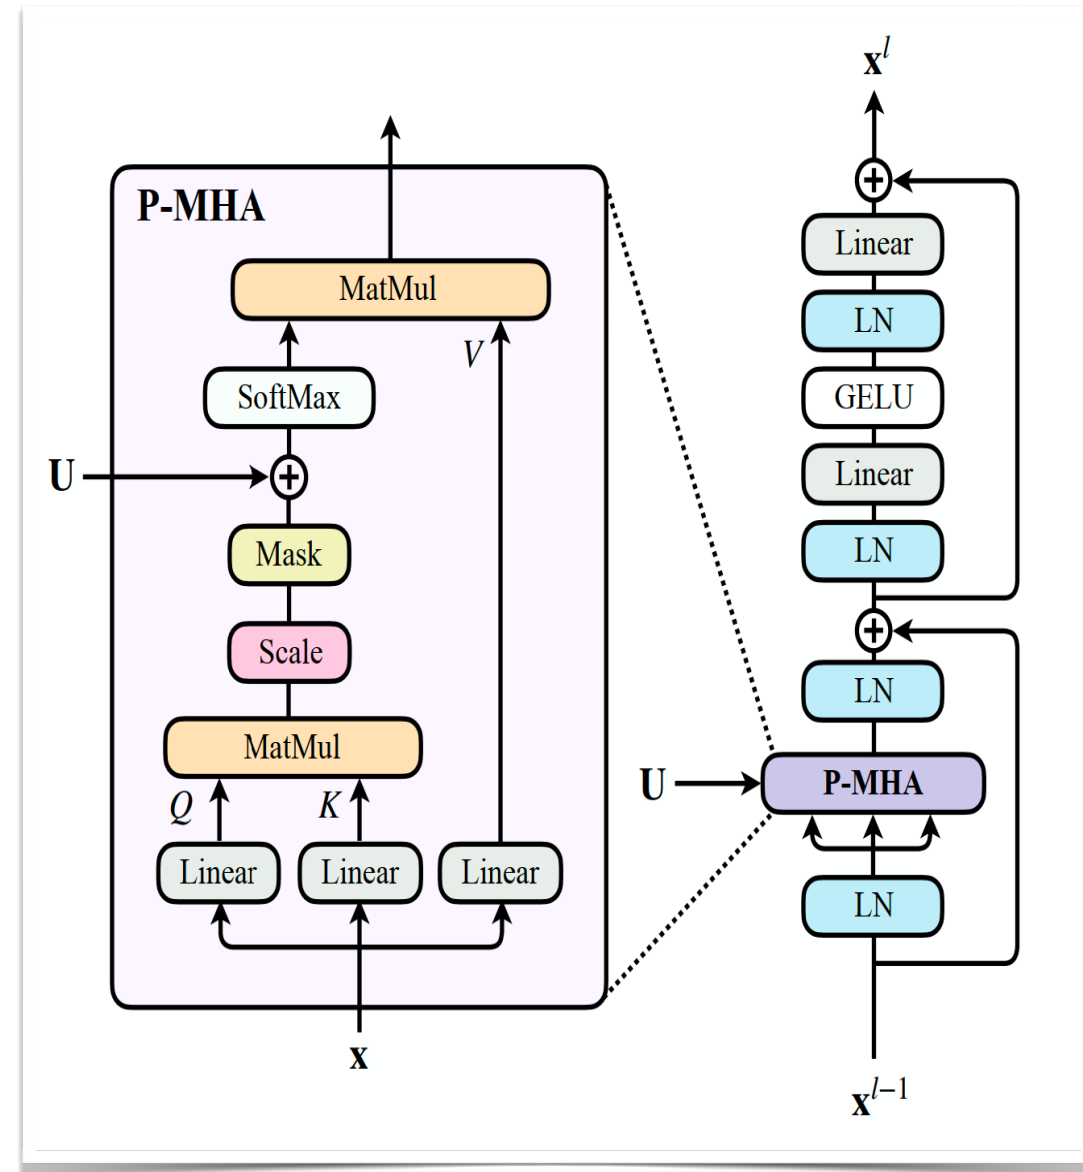 P-MHA
MatMul
V
SoftMax
U
Mask
Scale
MatMul
Q
K
Linear
Linear
Linear
x
x^l
Linear
LN
GELU
Linear
LN
LN
U
P-MHA
LN
x^{l−1}